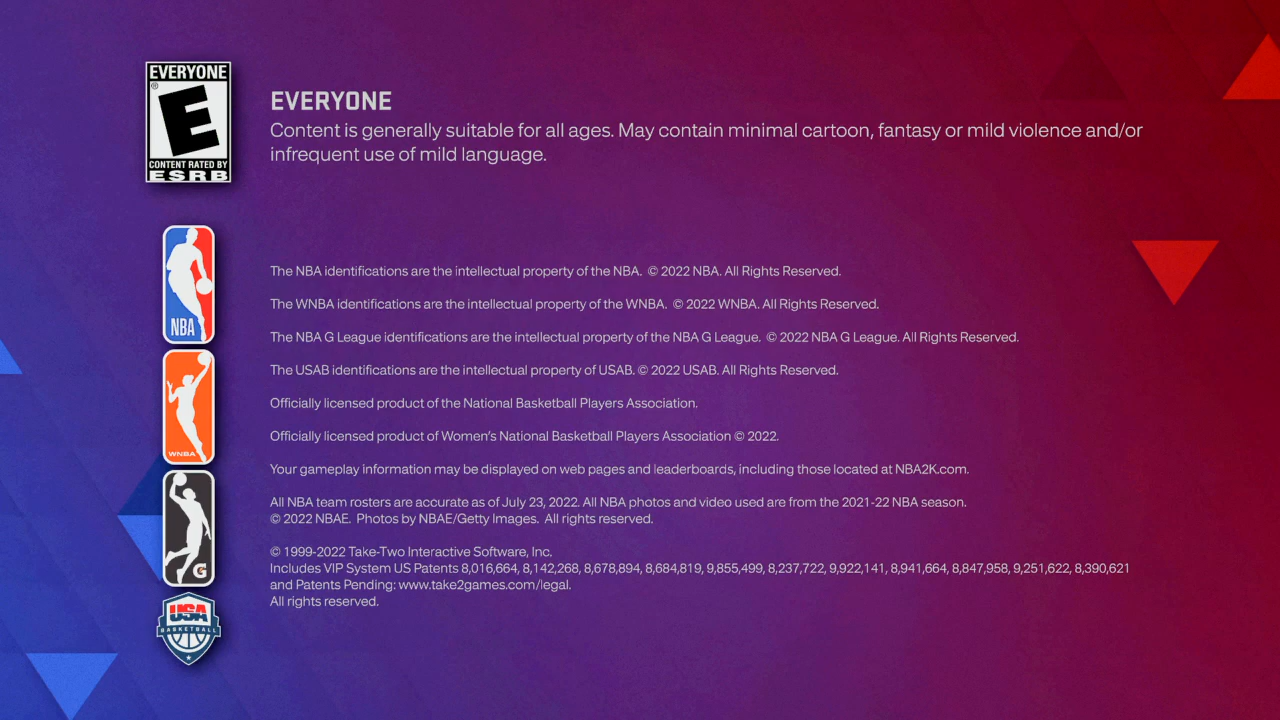 EVERYONE
®
E
CONTENT RATED BY
ESRB
EVERYONE
Content is generally suitable for all ages. May contain minimal cartoon, fantasy or mild violence and/or
infrequent use of mild language.
NBA
The NBA identifications are the intellectual property of the NBA. © 2022 NBA. All Rights Reserved.
The WNBA identifications are the intellectual property of the WNBA. © 2022 WNBA. All Rights Reserved.
The NBA G League identifications are the intellectual property of the NBA G League. © 2022 NBA G League. All Rights Reserved.
WNBA
The USAB identifications are the intellectual property of USAB. © 2022 USAB. All Rights Reserved.
Officially licensed product of the National Basketball Players Association.
Officially licensed product of Women's National Basketball Players Association © 2022.
Your gameplay information may be displayed on web pages and leaderboards, including those located at NBA2K.com.
G
All NBA team rosters are accurate as of July 23, 2022. All NBA photos and video used are from the 2021-22 NBA season.
© 2022 NBAE. Photos by NBAE/Getty Images. All rights reserved.
© 1999-2022 Take-Two Interactive Software, Inc.
Includes VIP System US Patents 8,016,664, 8,142,268, 8,678,894, 8,684,819, 9,855,499, 8,237,722, 9,922,141, 8,941,664, 8,847,958, 9,251,622, 8,390,621
and Patents Pending: www.take2games.com/legal.
All rights reserved.
USA
BASKETBALL